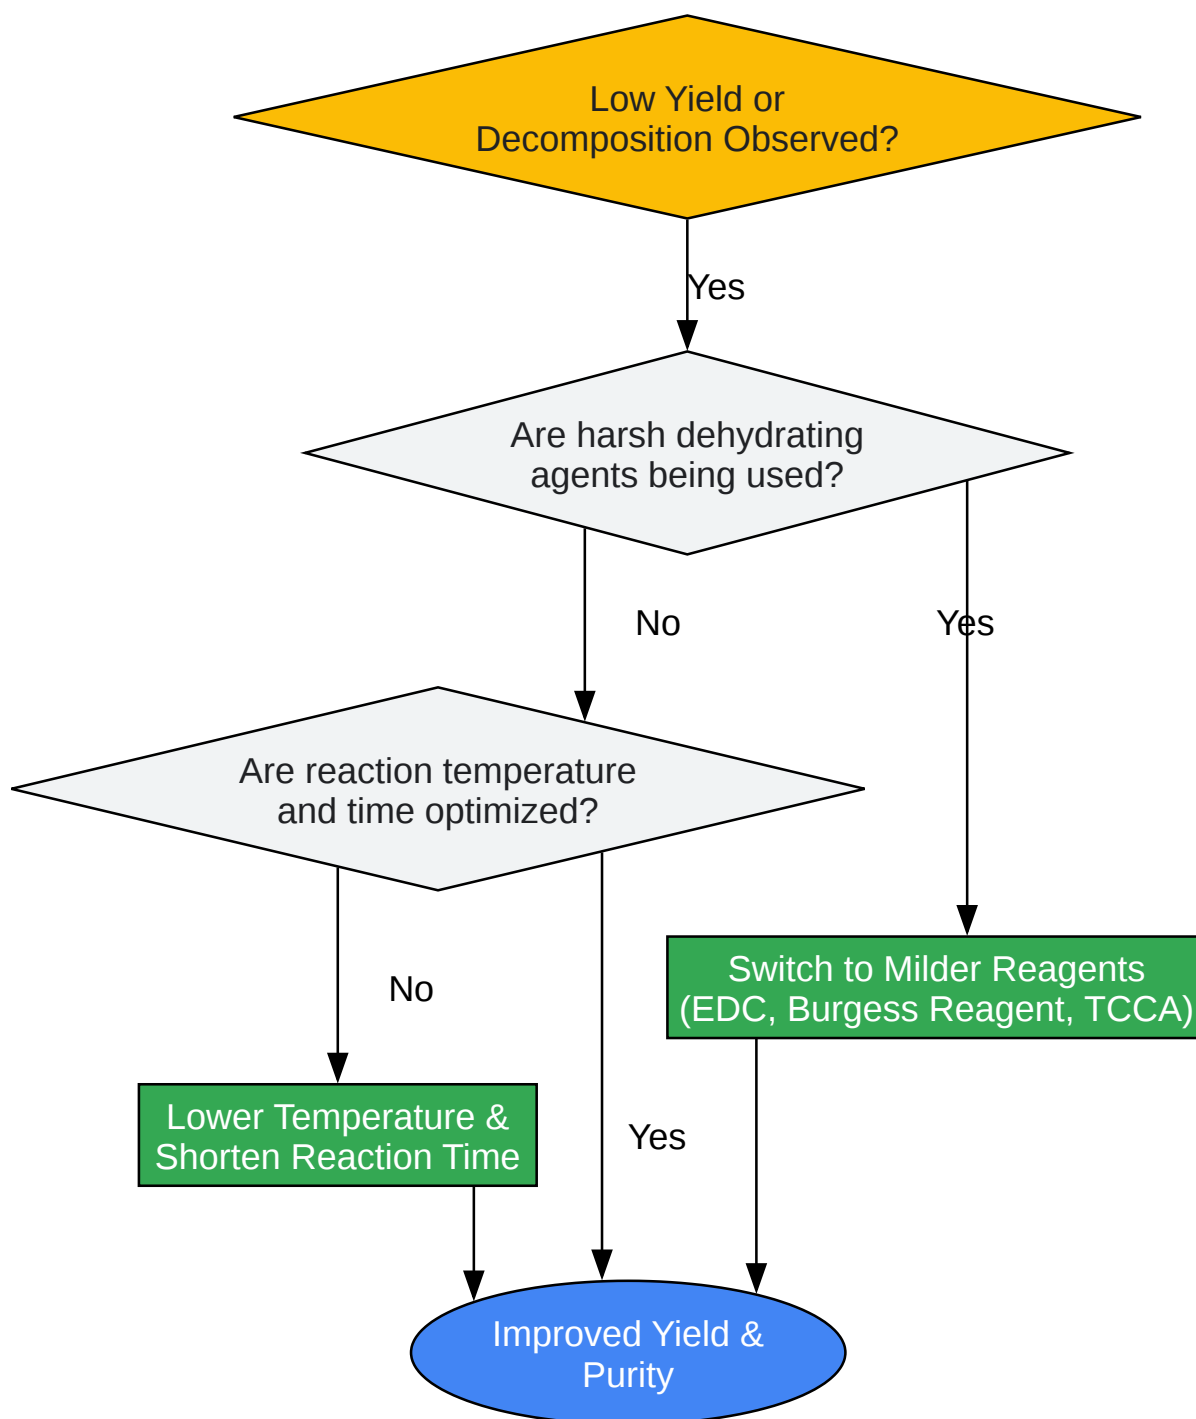 Low Yield or
Decomposition Observed?
Yes
Are harsh dehydrating
agents being used?
No
Yes
Are reaction temperature
and time optimized?
No
Switch to Milder Reagents
(EDC, Burgess Reagent, TCCA)
Lower Temperature &
Shorten Reaction Time
Yes
Improved Yield &
Purity